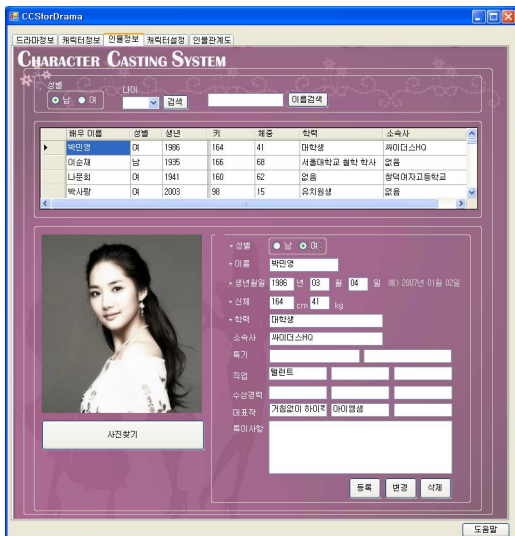 CCSforDrama
드라마정보 캐릭터정보 인물정보 캐릭터설정 인물관계도
CHARACTER CASTING SYSTEM
성별 나이
남 여 검색 이름검색
배우 이름 성별 생년 키 체중 학력 소속사
박민영 여 1986 164 41 대학생 싸이더스HQ
이순재 남 1935 166 68 서울대학교 철학 학사 없음
나문희 여 1941 160 62 없음 창덕여자고등학교
박사랑 여 2003 98 15 유치원생 없음
성별 남 여
이름 박민영
생년월일 1986 년 03 월 04 일 예) 2007년 01월 02일
신체 164 cm 41 kg
학력 대학생
소속사 싸이더스HQ
특기
직업 탤런트
수상경력
대표작 거침없이 하이킥 아이엠샘
특이사항
사진찾기
등록 변경 삭제
도움말